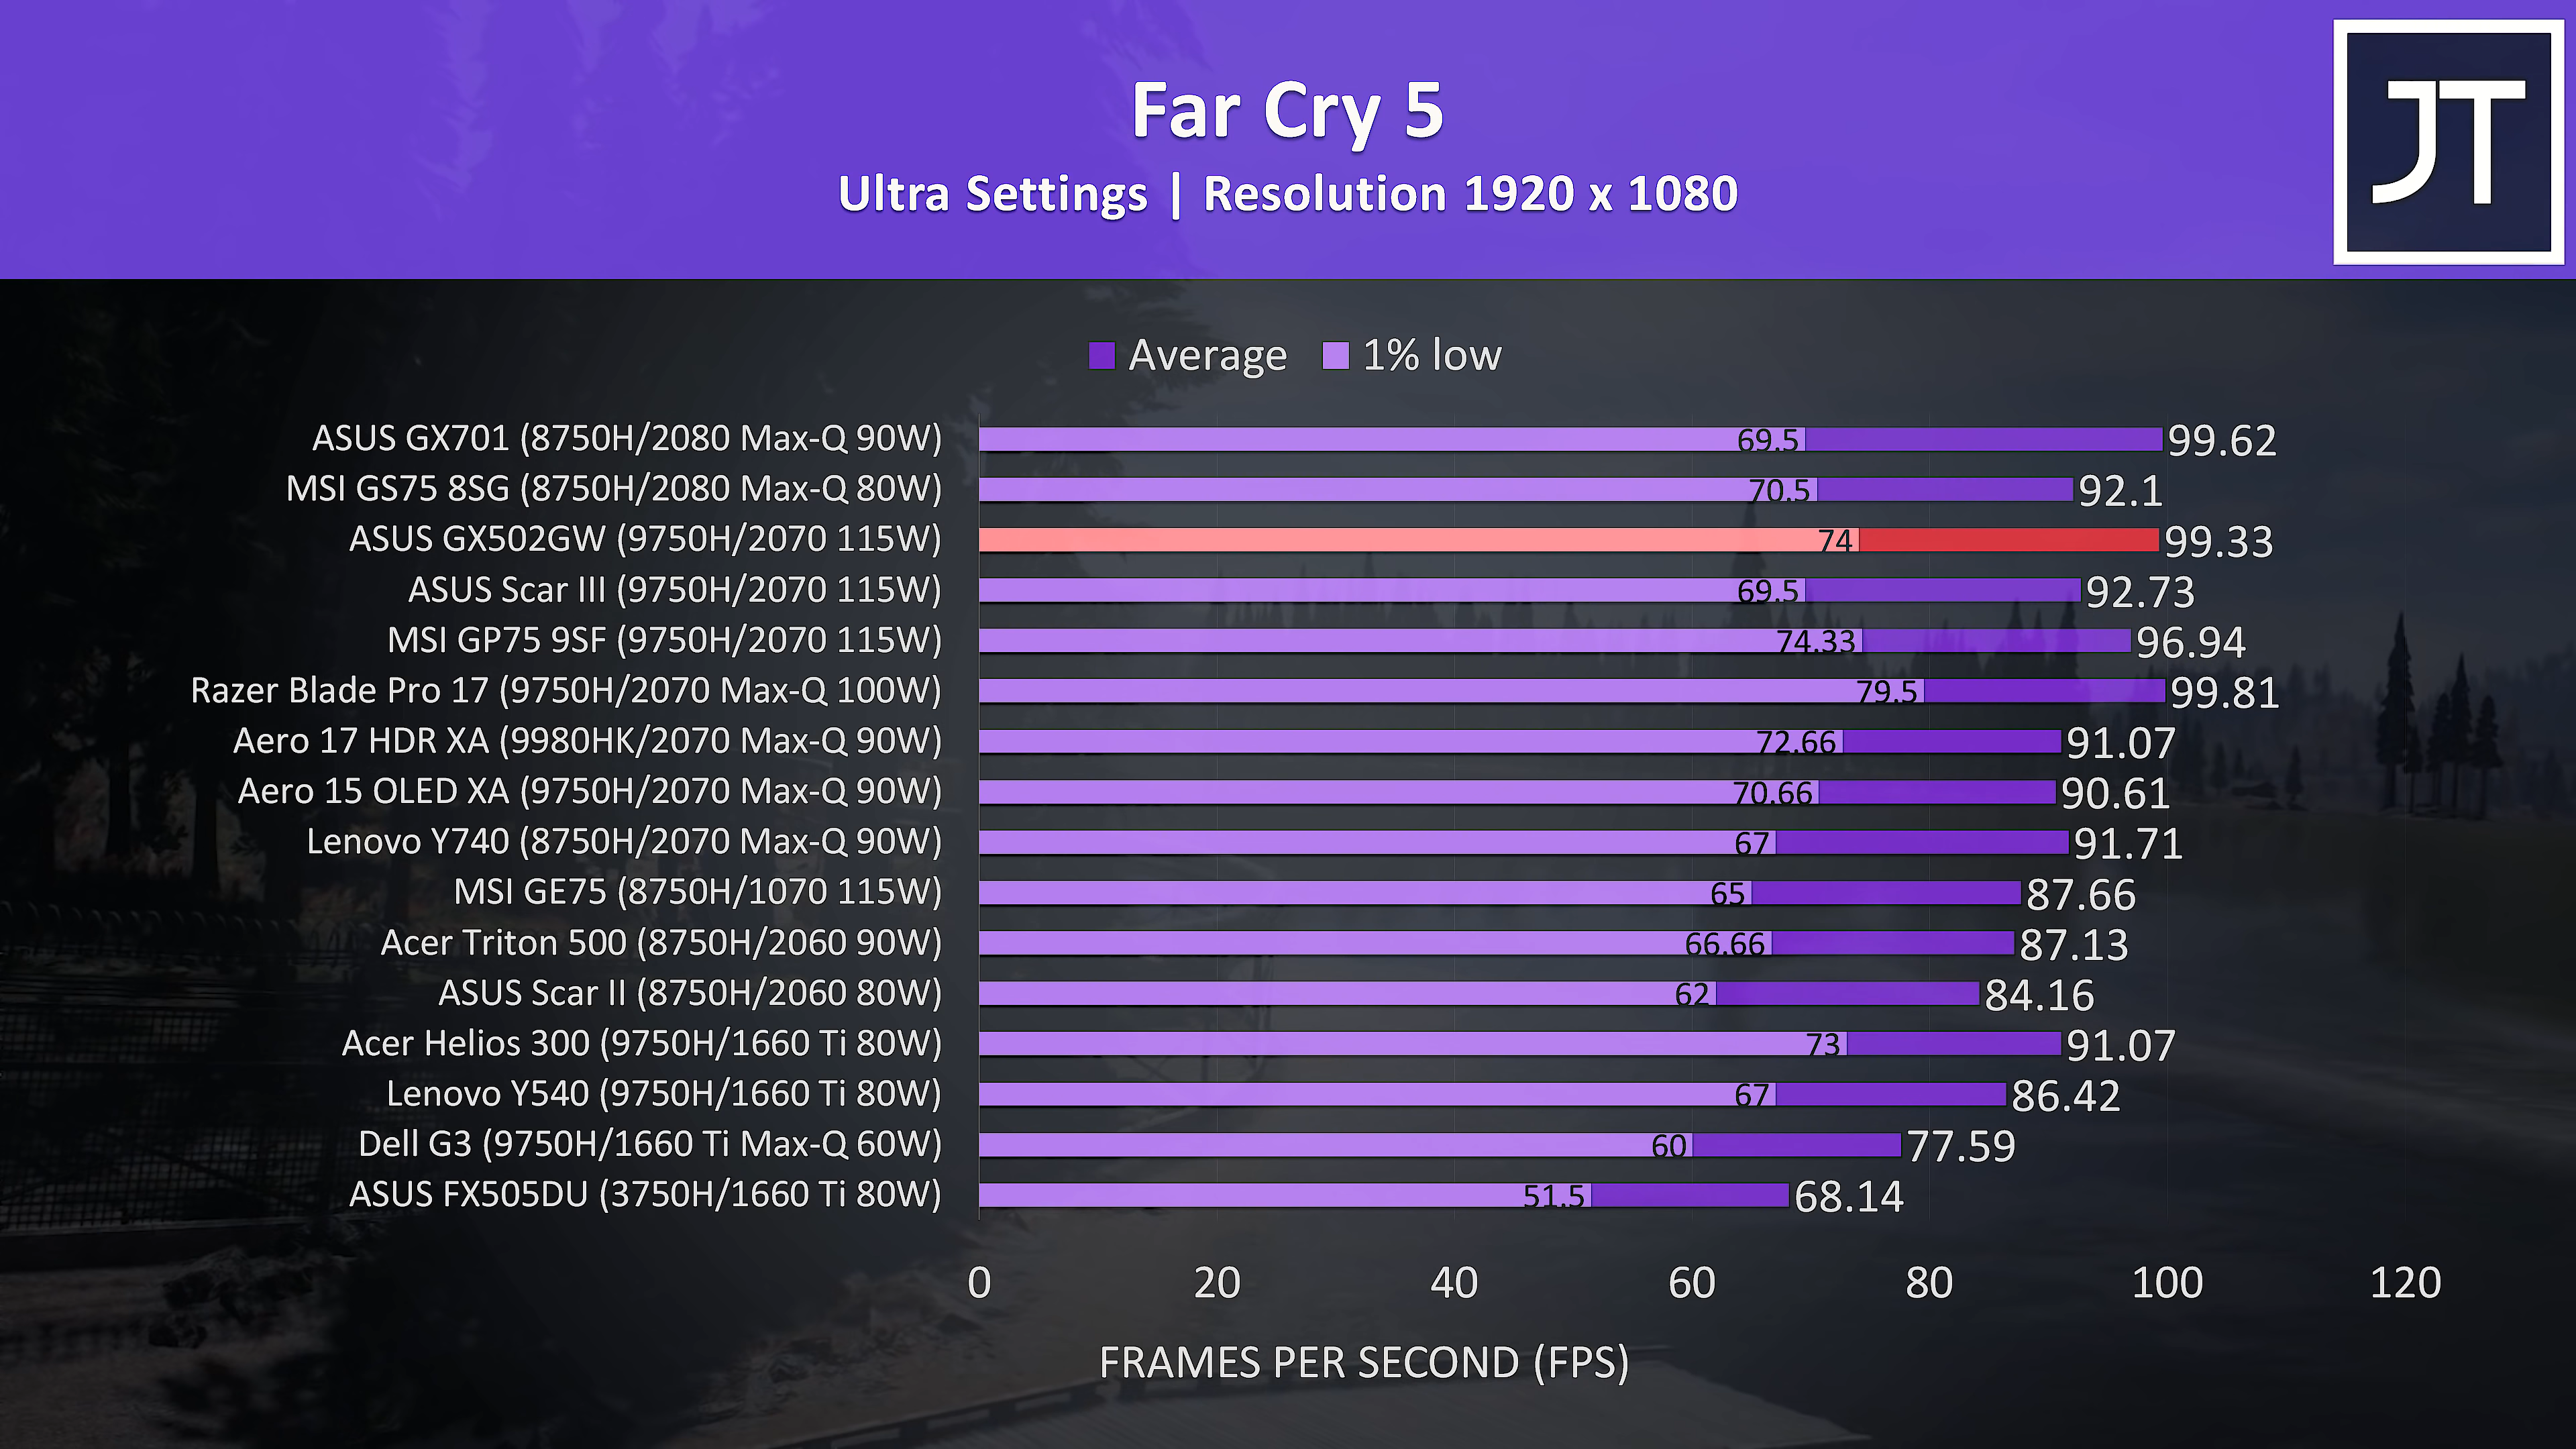 Far Cry 5
Ultra Settings | Resolution 1920 x 1080
JT
Average 1% low
ASUS GX701 (8750H/2080 Max-Q 90W) 69.5 99.62
MSI GS75 8SG (8750H/2080 Max-Q 80W) 70.5 92.1
ASUS GX502GW (9750H/2070 115W) 74 99.33
ASUS Scar III (9750H/2070 115W) 69.5 92.73
MSI GP75 9SF (9750H/2070 115W) 74.33 96.94
Razer Blade Pro 17 (9750H/2070 Max-Q 100W) 79.5 99.81
Aero 17 HDR XA (9980HK/2070 Max-Q 90W) 72.66 91.07
Aero 15 OLED XA (9750H/2070 Max-Q 90W) 70.66 90.61
Lenovo Y740 (8750H/2070 Max-Q 90W) 67 91.71
MSI GE75 (8750H/1070 115W) 65 87.66
Acer Triton 500 (8750H/2060 90W) 66.66 87.13
ASUS Scar II (8750H/2060 80W) 62 84.16
Acer Helios 300 (9750H/1660 Ti 80W) 73 91.07
Lenovo Y540 (9750H/1660 Ti 80W) 67 86.42
Dell G3 (9750H/1660 Ti Max-Q 60W) 60 77.59
ASUS FX505DU (3750H/1660 Ti 80W) 51.5 68.14
0 20 40 60 80 100 120
FRAMES PER SECOND (FPS)